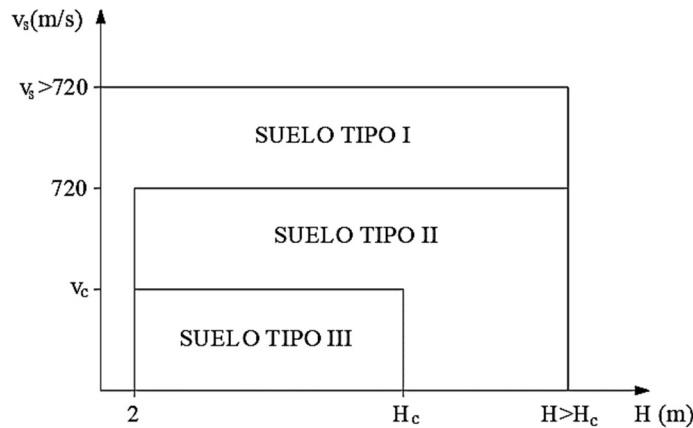 vs(m/s)
vs>720
SUELO TIPO I
720
SUELO TIPO II
vc
SUELO TIPO III
2
Hc
H>Hc
H (m)